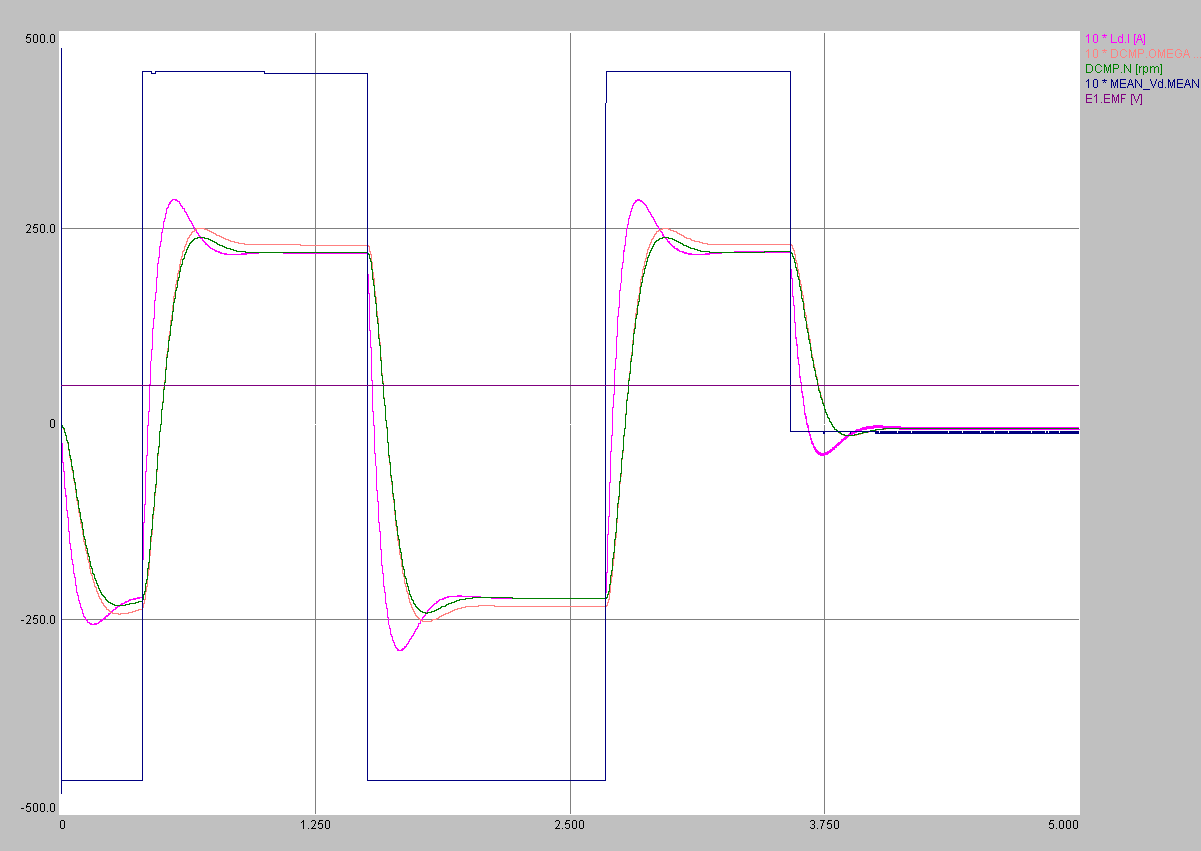 500.0
250.0
0
-250.0
-500.0
0
1.250
2.500
3.750
5.000
10 * Ld.I [A]
10 * DCMP.OMEGA...
DCMP.N [rpm]
10 * MEAN_Vd.MEAN
E1.EMF [V]